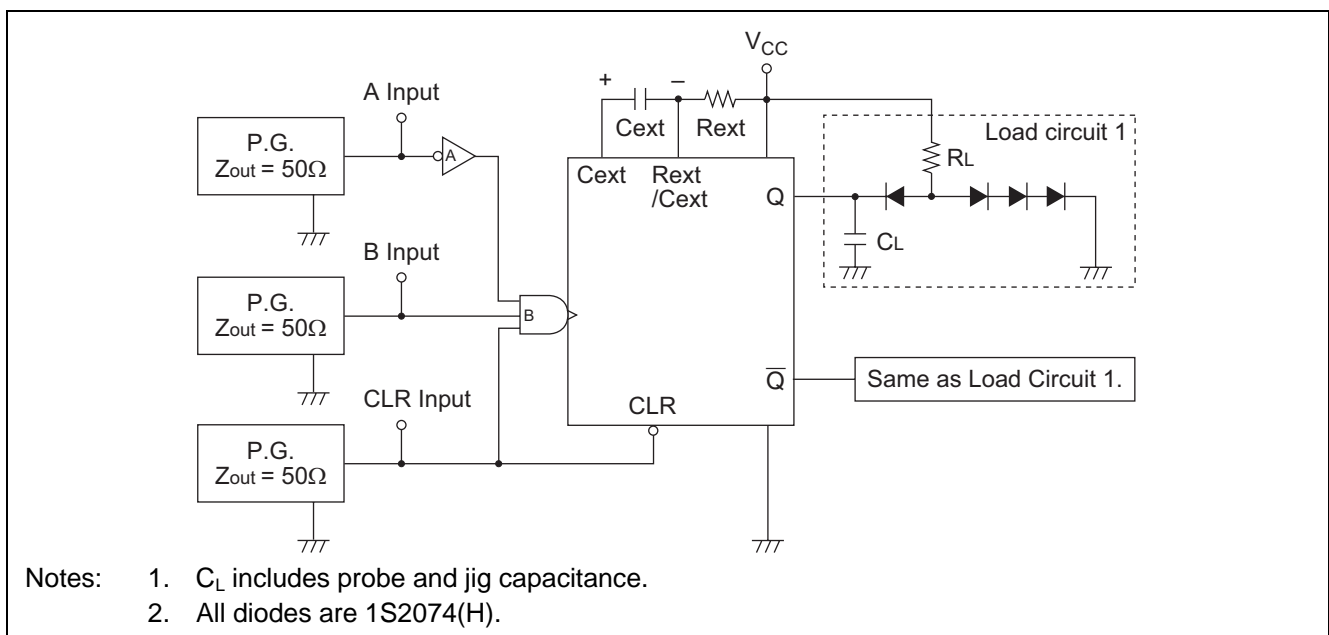 V_CC
A Input
+ −
Cext Rext
Load circuit 1
P.G.
Zout = 50Ω
A
RL
Cext Rext
/Cext
Q
CL
B Input
P.G.
Zout = 50Ω
B
Q̅
Same as Load Circuit 1.
CLR Input
CLR
P.G.
Zout = 50Ω
Notes: 1. C_L includes probe and jig capacitance.
2. All diodes are 1S2074(H).